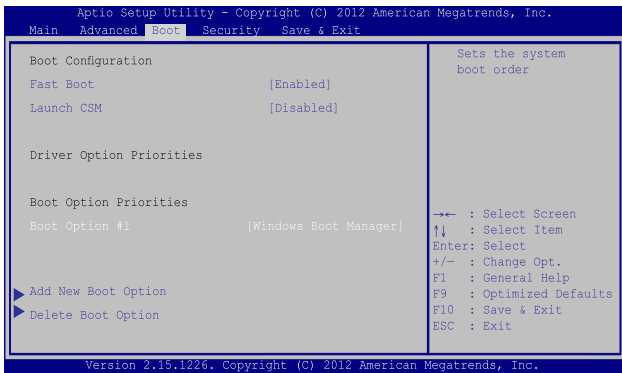 Aptio Setup Utility - Copyright (C) 2012 American Megatrends, Inc.
Main Advanced Boot Security Save & Exit
Boot Configuration
Fast Boot [Enabled]
Launch CSM [Disabled]
Driver Option Priorities
Boot Option Priorities
Boot Option #1 [Windows Boot Manager]
Add New Boot Option
Delete Boot Option
Sets the system
boot order
→← : Select Screen
↑↓ : Select Item
Enter: Select
+/— : Change Opt.
F1 : General Help
F9 : Optimized Defaults
F10 : Save & Exit
ESC : Exit
Version 2.15.1226. Copyright (C) 2012 American Megatrends, Inc.